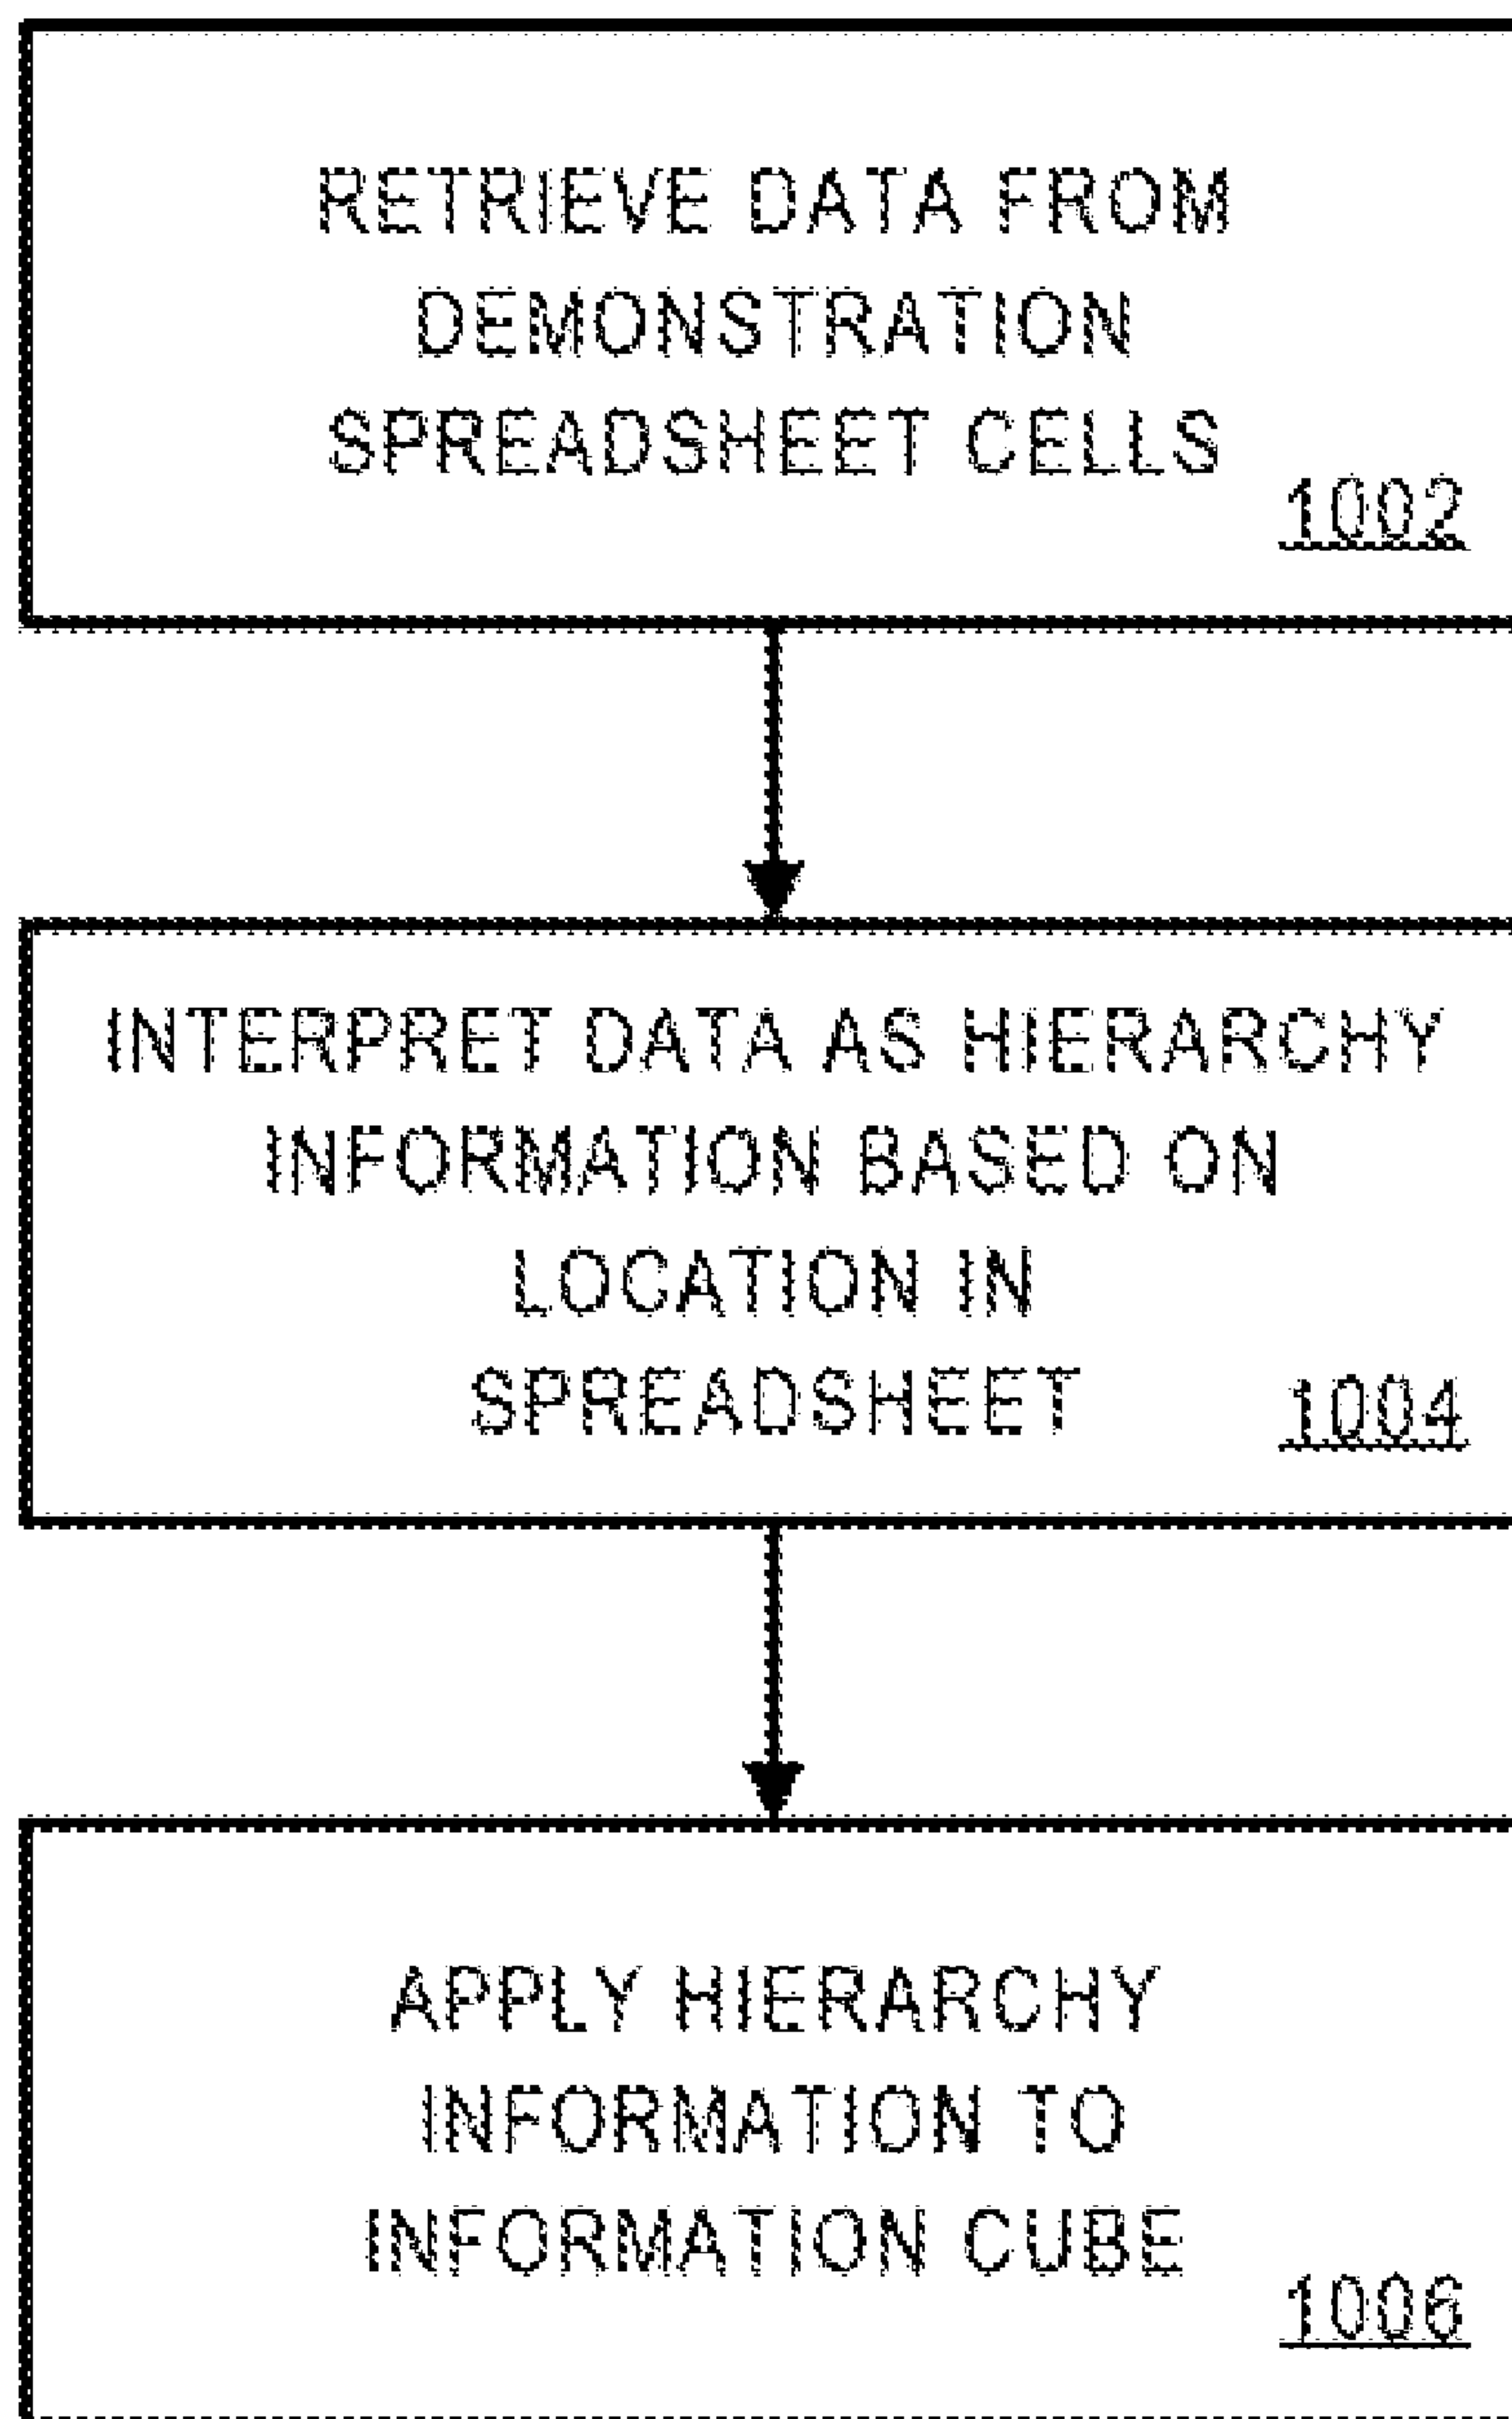 RETRIEVE DATA FROM
DEMONSTRATION
SPREADSHEET CELLS
1002
INTERPRET DATA AS HIERARCHY
INFORMATION BASED ON
LOCATION IN
SPREADSHEET
1004
APPLY HIERARCHY
INFORMATION TO
INFORMATION CUBE
1006